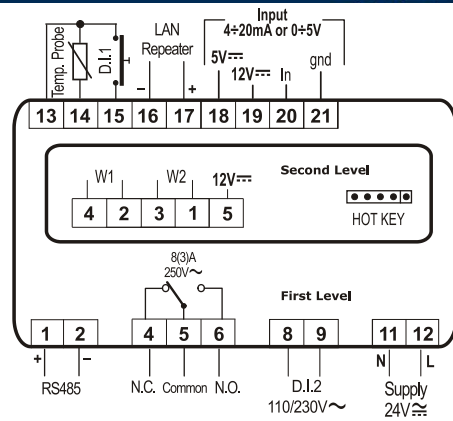 Input
4÷20mA or 0÷5V
LAN
Repeater
5V⎓
12V⎓
In
gnd
Temp. Probe
D.I.1
–
+
13 14 15 16 17 18 19 20 21
Second Level
W1
W2
12V⎓
4 2 3 1 5
HOT KEY
8(3)A
250V~
First Level
1 2 4 5 6 8 9 11 12
+
–
N
L
RS485
N.C.
Common
N.O.
D.I.2
110/230V~
Supply
24V≂